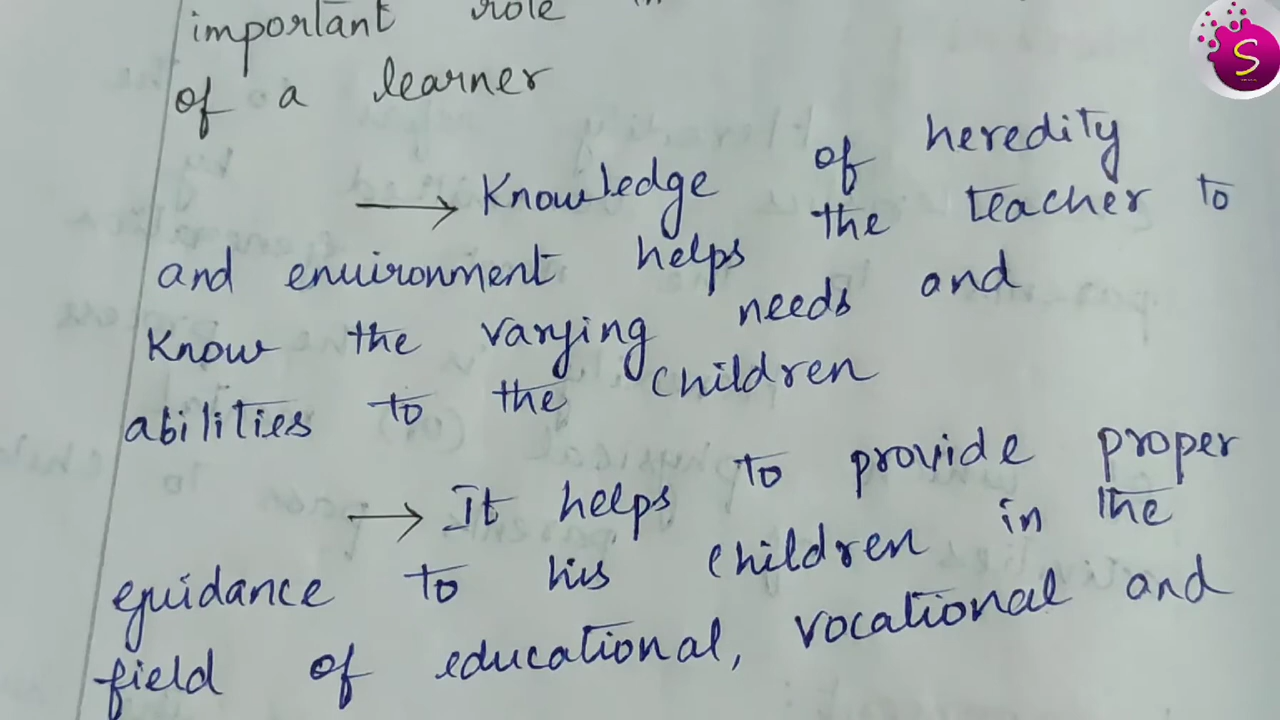 important role in
of a learner
→ Knowledge of heredity
and environment helps the teacher to
Know the varying needs and
abilities to the children
→ It helps to provide proper
guidance to his children in the
field of educational, vocational and
S